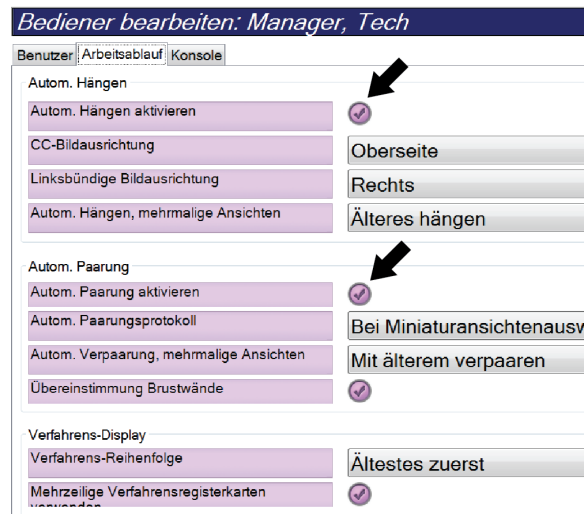 Bediener bearbeiten: Manager, Tech
Benutzer Arbeitsablauf Konsole
Autom. Hängen
Autom. Hängen aktivieren
CC-Bildausrichtung Oberseite
Linksbündige Bildausrichtung Rechts
Autom. Hängen, mehrmalige Ansichten Älteres hängen
Autom. Paarung
Autom. Paarung aktivieren
Autom. Paarungsprotokoll Bei Miniaturansichtenausw
Autom. Verpaarung, mehrmalige Ansichten Mit älterem verpaaren
Übereinstimmung Brustwände
Verfahrens-Display
Verfahrens-Reihenfolge Ältestes zuerst
Mehrzeilige Verfahrensregisterkarten
verwenden